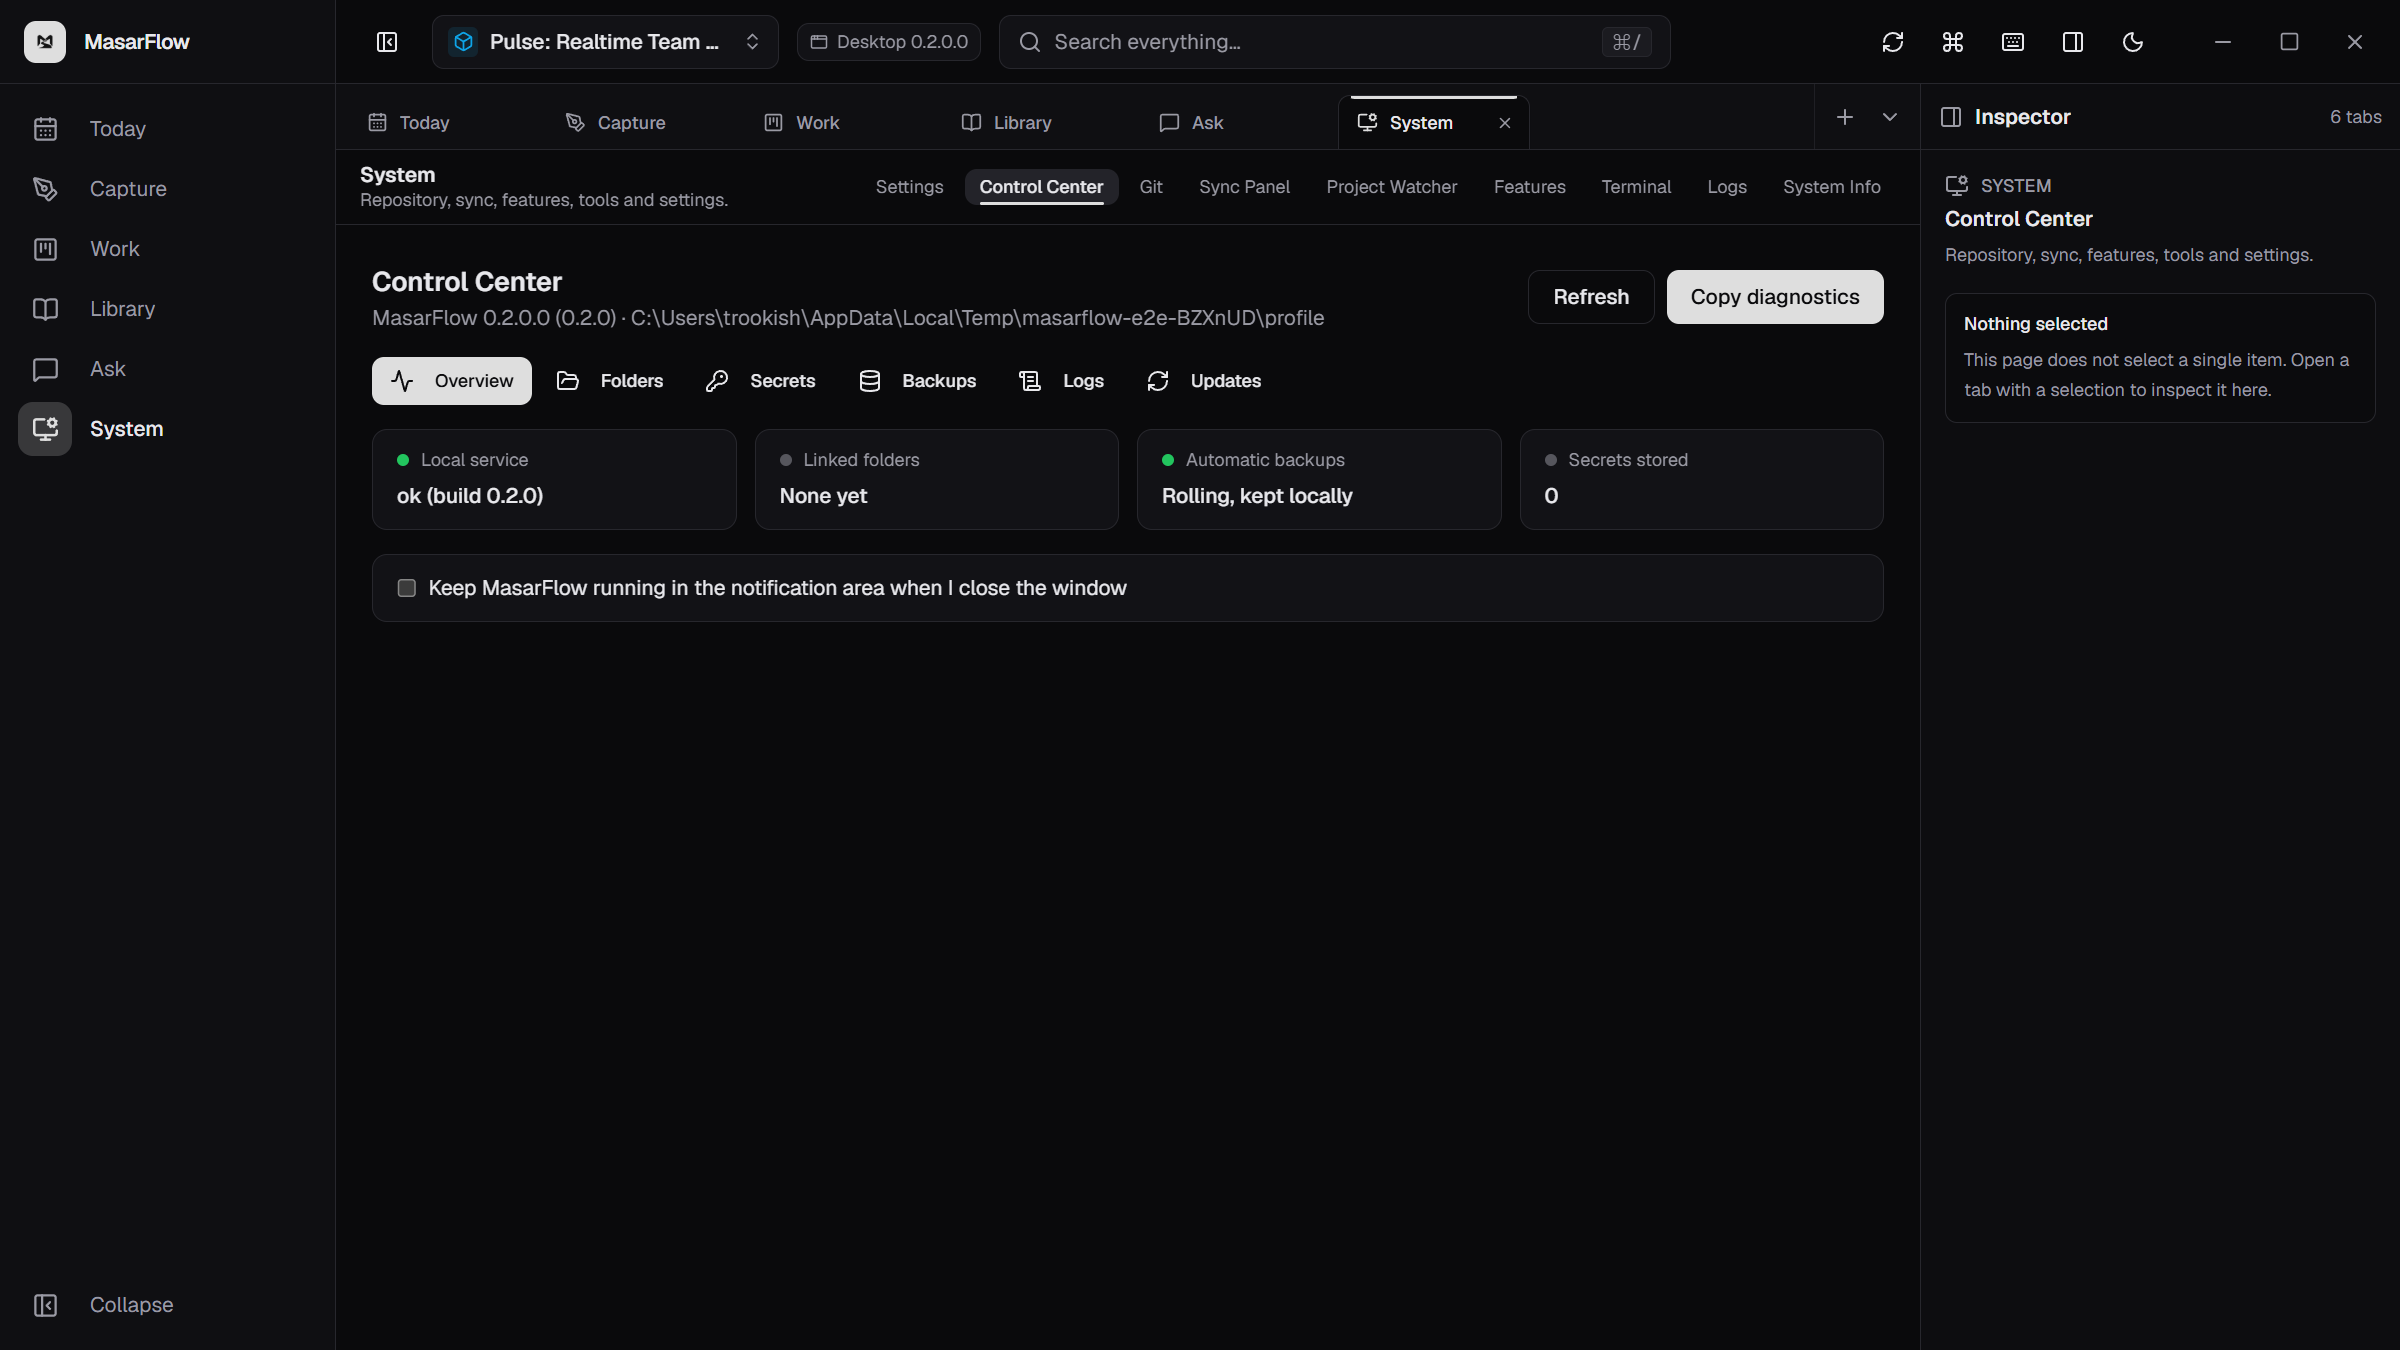 MasarFlow
Pulse: Realtime Team ...
Desktop 0.2.0.0
Search everything...
⌘/
Today
Capture
Work
Library
Ask
System
Collapse
Today
Capture
Work
Library
Ask
System
System
Repository, sync, features, tools and settings.
Settings
Control Center
Git
Sync Panel
Project Watcher
Features
Terminal
Logs
System Info
Control Center
MasarFlow 0.2.0.0 (0.2.0) · C:\Users\trookish\AppData\Local\Temp\masarflow-e2e-BZXnUD\profile
Refresh
Copy diagnostics
Overview
Folders
Secrets
Backups
Logs
Updates
Local service
ok (build 0.2.0)
Linked folders
None yet
Automatic backups
Rolling, kept locally
Secrets stored
0
Keep MasarFlow running in the notification area when I close the window
Inspector
6 tabs
SYSTEM
Control Center
Repository, sync, features, tools and settings.
Nothing selected
This page does not select a single item. Open a
tab with a selection to inspect it here.